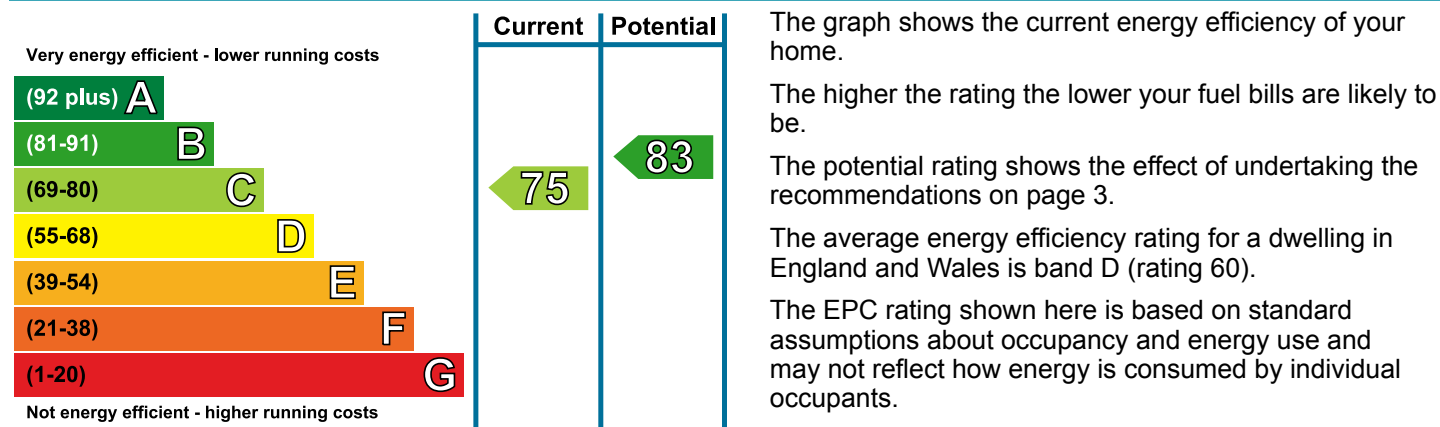 Current Potential
Very energy efficient - lower running costs
(92 plus) A
(81-91) B
(69-80) C
(55-68) D
(39-54) E
(21-38) F
(1-20) G
Not energy efficient - higher running costs
75
83
The graph shows the current energy efficiency of your
home.
The higher the rating the lower your fuel bills are likely to
be.
The potential rating shows the effect of undertaking the
recommendations on page 3.
The average energy efficiency rating for a dwelling in
England and Wales is band D (rating 60).
The EPC rating shown here is based on standard
assumptions about occupancy and energy use and
may not reflect how energy is consumed by individual
occupants.